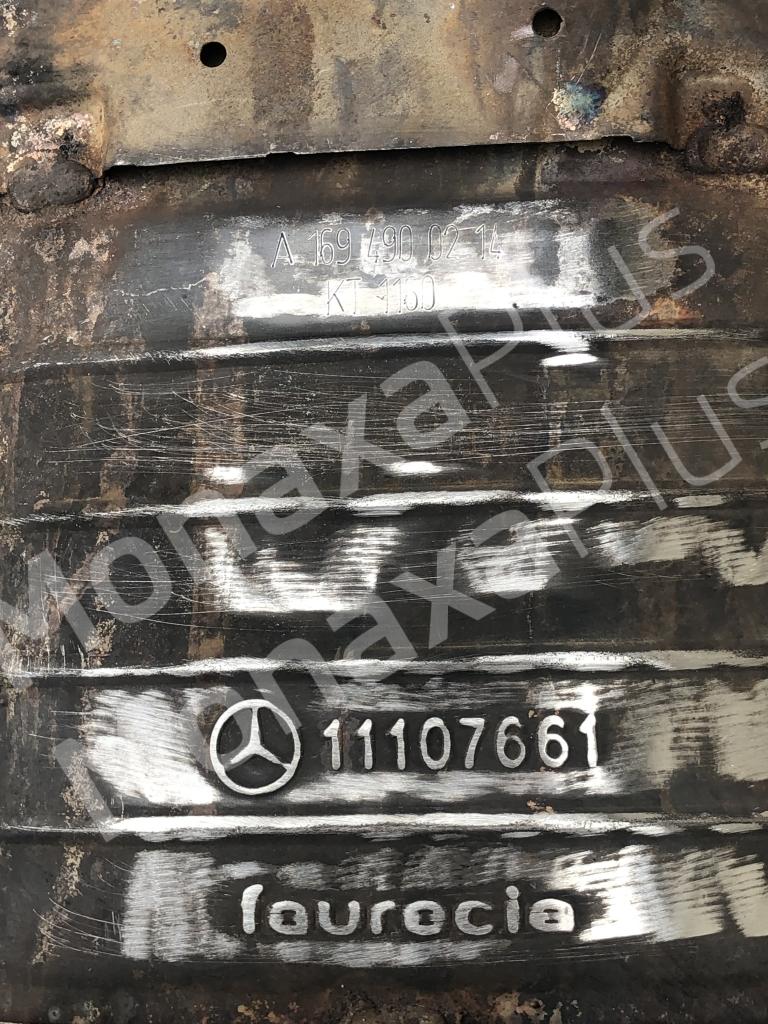 A 169 490 02 14
KT 1160
11107661
faurecia
MonaxaPlus
MonaxaPlus